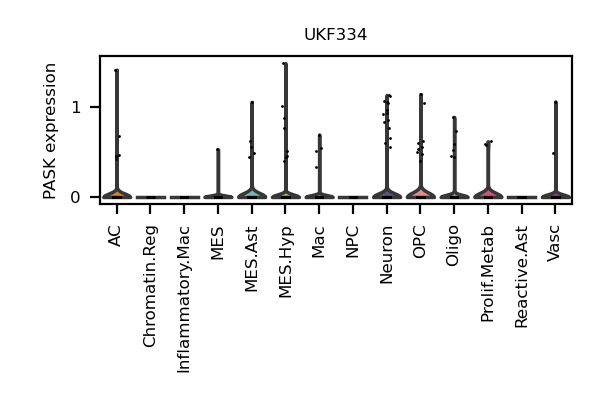 UKF334
PASK expression
1
0
AC
Chromatin.Reg
Inflammatory.Mac
MES
MES.Ast
MES.Hyp
Mac
NPC
Neuron
OPC
Oligo
Prolif.Metab
Reactive.Ast
Vasc